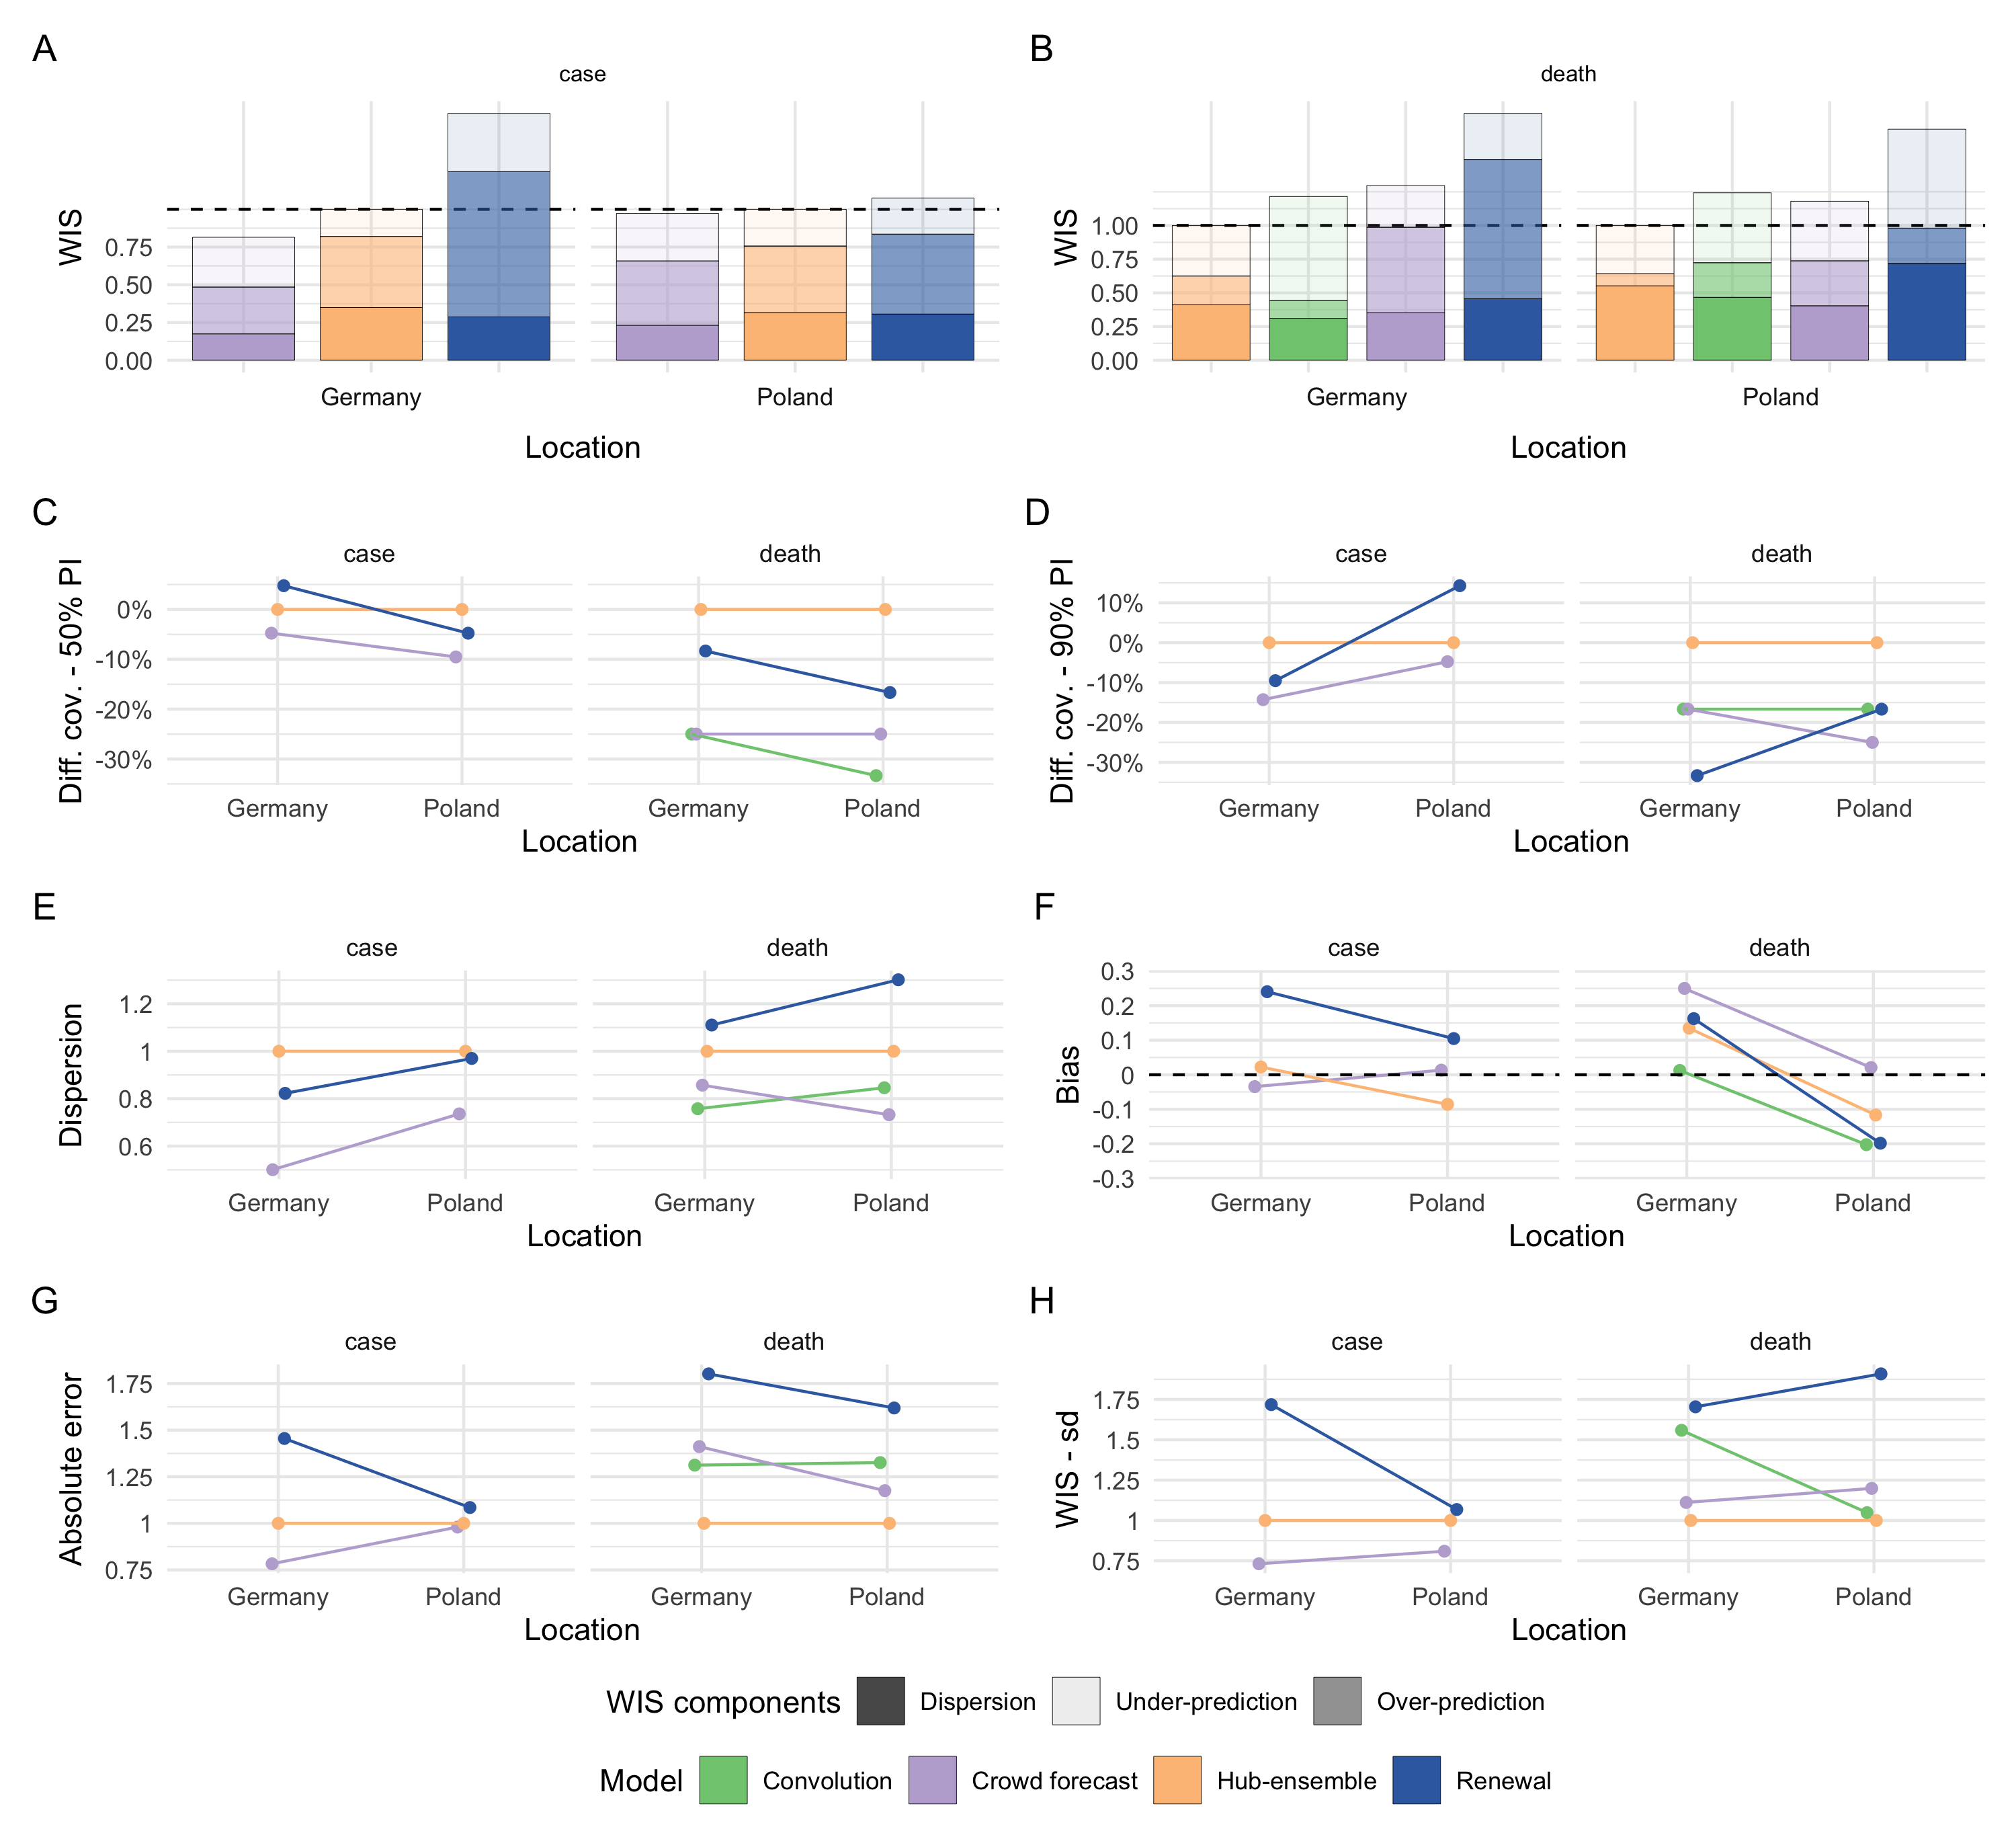 A
case
WIS
0.75
0.50
0.25
0.00
Germany
Poland
Location
B
death
WIS
1.00
0.75
0.50
0.25
0.00
Germany
Poland
Location
C
case
death
Diff. cov. - 50% PI
0%
-10%
-20%
-30%
Germany
Poland
Germany
Poland
Location
D
case
death
Diff. cov. - 90% PI
10%
0%
-10%
-20%
-30%
Germany
Poland
Germany
Poland
Location
E
case
death
Dispersion
1.2
1
0.8
0.6
Germany
Poland
Germany
Poland
Location
F
case
death
Bias
0.3
0.2
0.1
0
-0.1
-0.2
-0.3
Germany
Poland
Germany
Poland
Location
G
case
death
Absolute error
1.75
1.5
1.25
1
0.75
Germany
Poland
Germany
Poland
Location
H
case
death
WIS - sd
1.75
1.5
1.25
1
0.75
Germany
Poland
Germany
Poland
Location
WIS components Dispersion Under-prediction Over-prediction
Model Convolution Crowd forecast Hub-ensemble Renewal